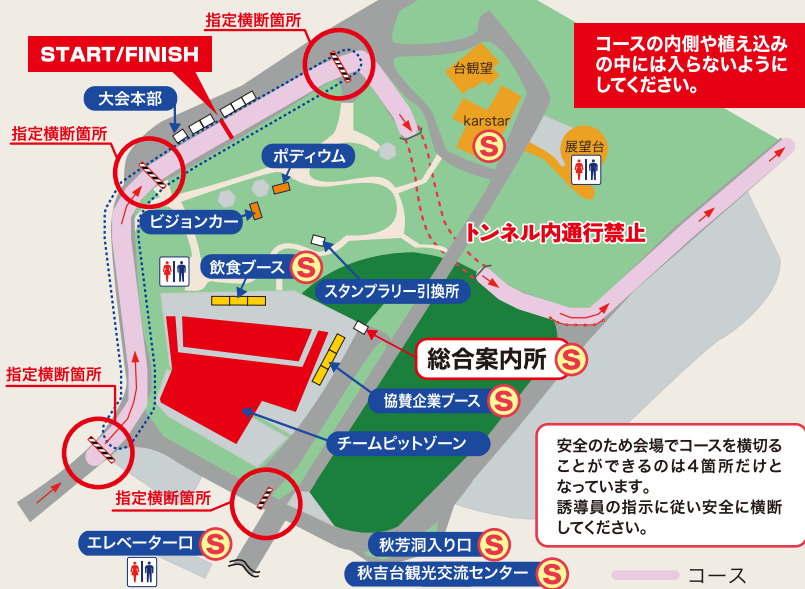 指定横断箇所
START/FINISH
コースの内側や植え込み
の中には入らないように
してください。
台観望
大会本部
karstar
S
指定横断箇所
ポディウム
展望台
ビジョンカー
トンネル内通行禁止
飲食ブース S
スタンプラリー引換所
総合案内所 S
指定横断箇所
協賛企業ブース S
チームピットゾーン
安全のため会場でコースを横切る
ことができるのは4箇所だけと
なっています。
誘導員の指示に従い安全に横断
してください。
指定横断箇所
エレベーター口 S
秋芳洞入り口 S
秋吉台観光交流センター S
コース